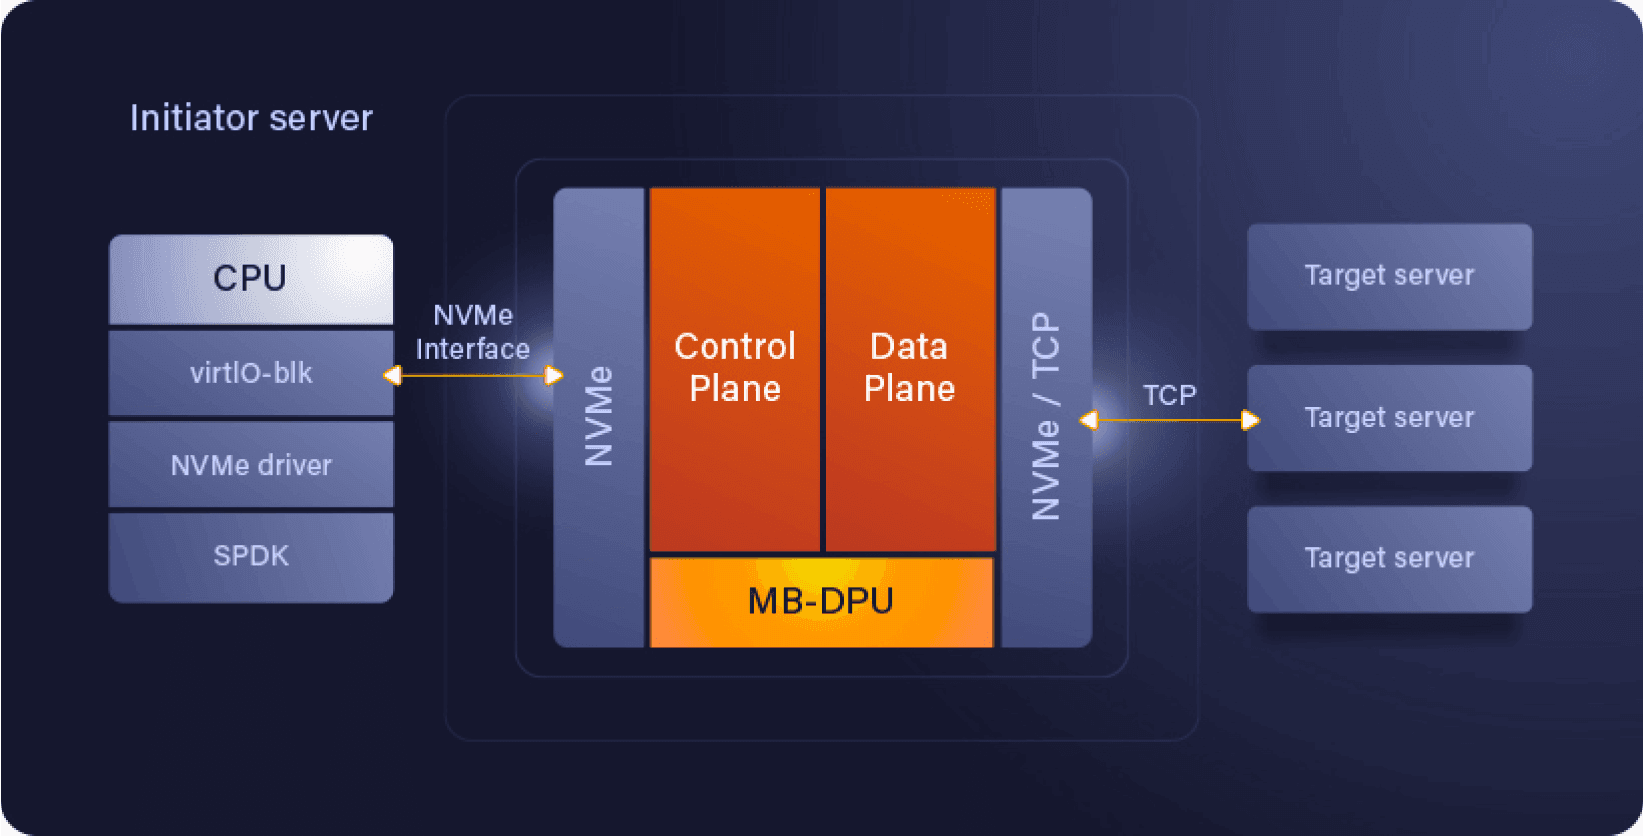 Initiator server
CPU
virtIO-blk
NVMe driver
SPDK
NVMe
Interface
NVMe
Control
Plane
Data
Plane
MB-DPU
NVMe / TCP
TCP
Target server
Target server
Target server